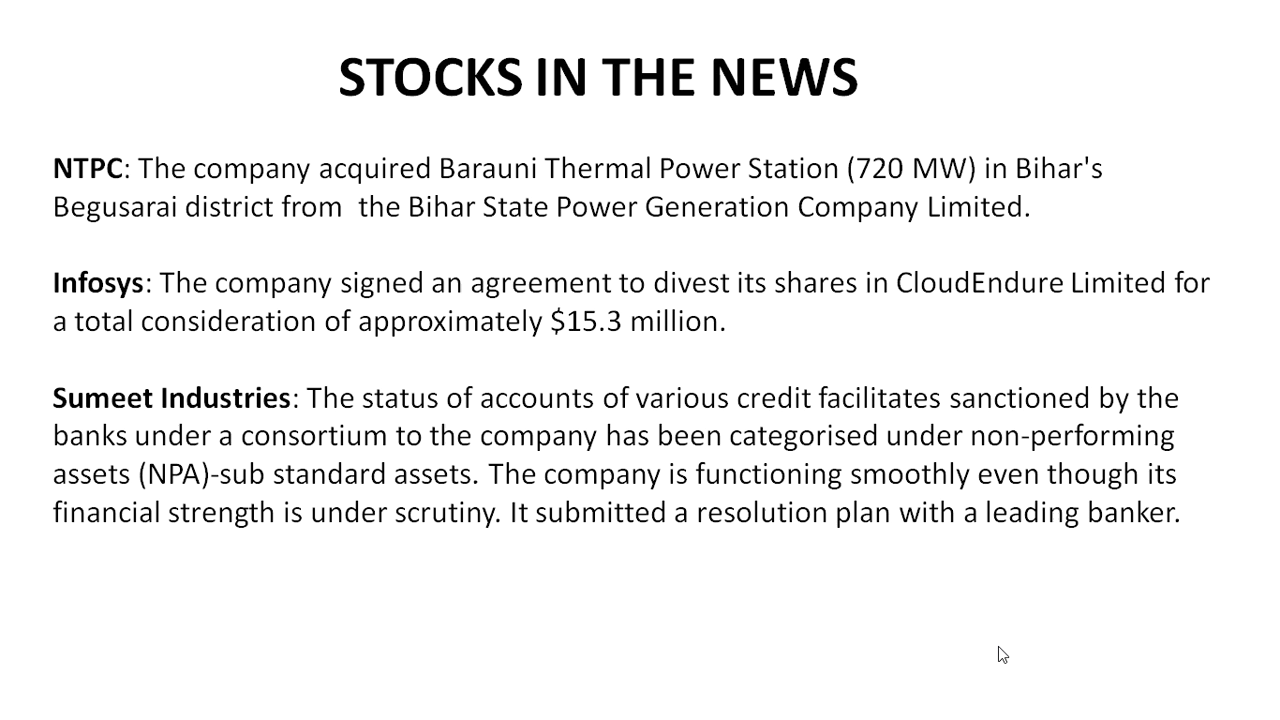 STOCKS IN THE NEWS
NTPC: The company acquired Barauni Thermal Power Station (720 MW) in Bihar's
Begusarai district from  the Bihar State Power Generation Company Limited.
Infosys: The company signed an agreement to divest its shares in CloudEndure Limited for
a total consideration of approximately $15.3 million.
Sumeet Industries: The status of accounts of various credit facilitates sanctioned by the
banks under a consortium to the company has been categorised under non-performing
assets (NPA)-sub standard assets. The company is functioning smoothly even though its
financial strength is under scrutiny. It submitted a resolution plan with a leading banker.